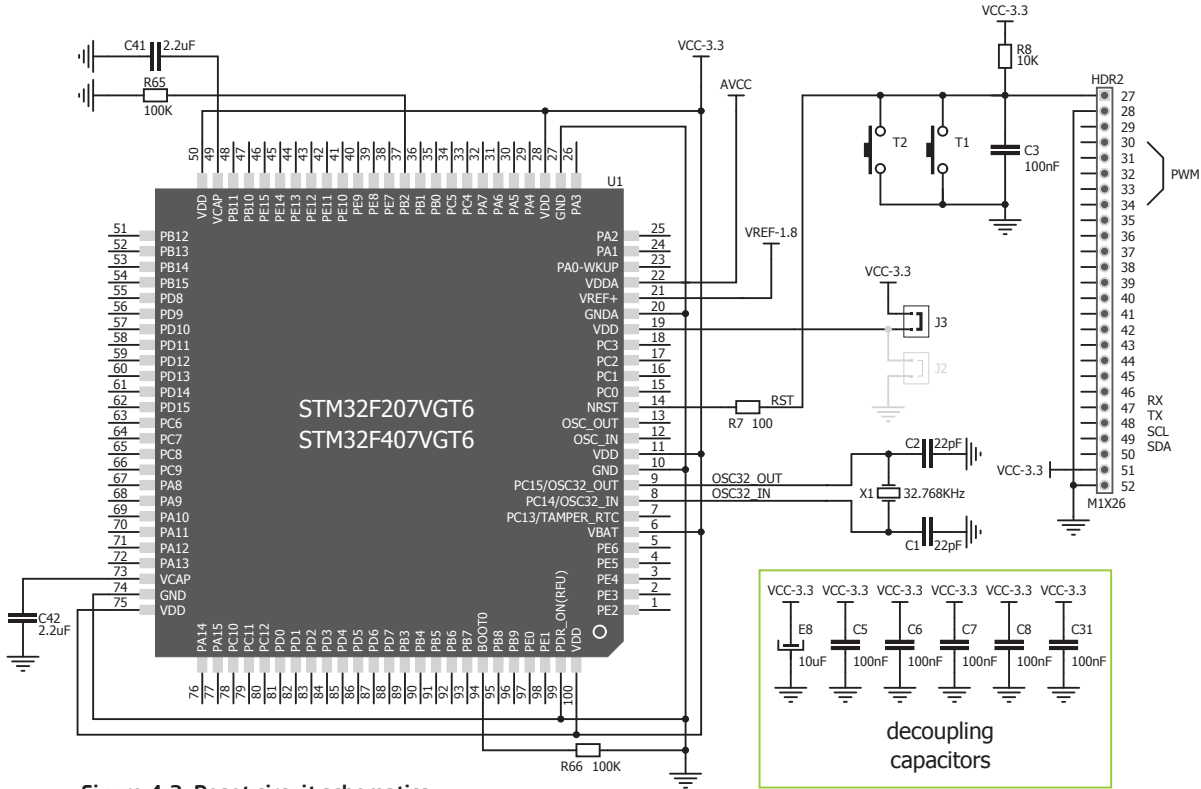 VCC-3.3
R8
10K
C41 2.2uF
R65
100K
VCC-3.3
AVCC
HDR2
T2 T1
C3
100nF
27
28
29
30
31
32
33
34
35
36
37
38
39
40
41
42
43
44
45
46
47
48
49
50
51
52
PWM
RX
TX
SCL
SDA
VCC-3.3
M1X26
50 49 48 47 46 45 44 43 42 41 40 39 38 37 36 35 34 33 32 31 30 29 28 27 26
U1
VDD VCAP PB11 PB10 PE15 PE14 PE13 PE12 PE11 PE10 PE9 PE8 PE7 PB2 PB1 PB0 PC5 PC4 PA7 PA6 PA5 PA4 VDD GND PA3
51 PB12 PA2 25
52 PB13 PA1 24
53 PB14 PA0-WKUP 23
54 PB15 VDDA 22
55 PD8 VREF+ 21
56 PD9 GNDA 20
57 PD10 VDD 19
58 PD11 PC3 18
59 PD12 PC2 17
60 PD13 PC1 16
61 PD14 PC0 15
62 PD15 NRST 14
63 PC6 OSC_OUT 13
64 PC7 OSC_IN 12
65 PC8 VDD 11
66 PC9 GND 10
67 PA8 PC15/OSC32_OUT 9
68 PA9 PC14/OSC32_IN 8
69 PA10 PC13/TAMPER_RTC 7
70 PA11 VBAT 6
71 PA12 PE6 5
72 PA13 PE5 4
73 VCAP PE4 3
74 GND PE3 2
75 VDD PE2 1
STM32F207VGT6
STM32F407VGT6
VREF-1.8
VCC-3.3
J3
J2
RST
R7 100
OSC32_OUT
OSC32_IN
C2 22pF
X1 32.768KHz
C1 22pF
C42
2.2uF
PA14 PA15 PC10 PC11 PC12 PD0 PD1 PD2 PD3 PD4 PD5 PD6 PD7 PB3 PB4 PB5 PB6 PB7 BOOT0 PB8 PB9 PE0 PE1 PDR_ON(RFU) VDD
76 77 78 79 80 81 82 83 84 85 86 87 88 89 90 91 92 93 94 95 96 97 98 99 100
R66 100K
VCC-3.3 VCC-3.3 VCC-3.3 VCC-3.3 VCC-3.3 VCC-3.3
E8 C5 C6 C7 C8 C31
10uF 100nF 100nF 100nF 100nF 100nF
decoupling
capacitors